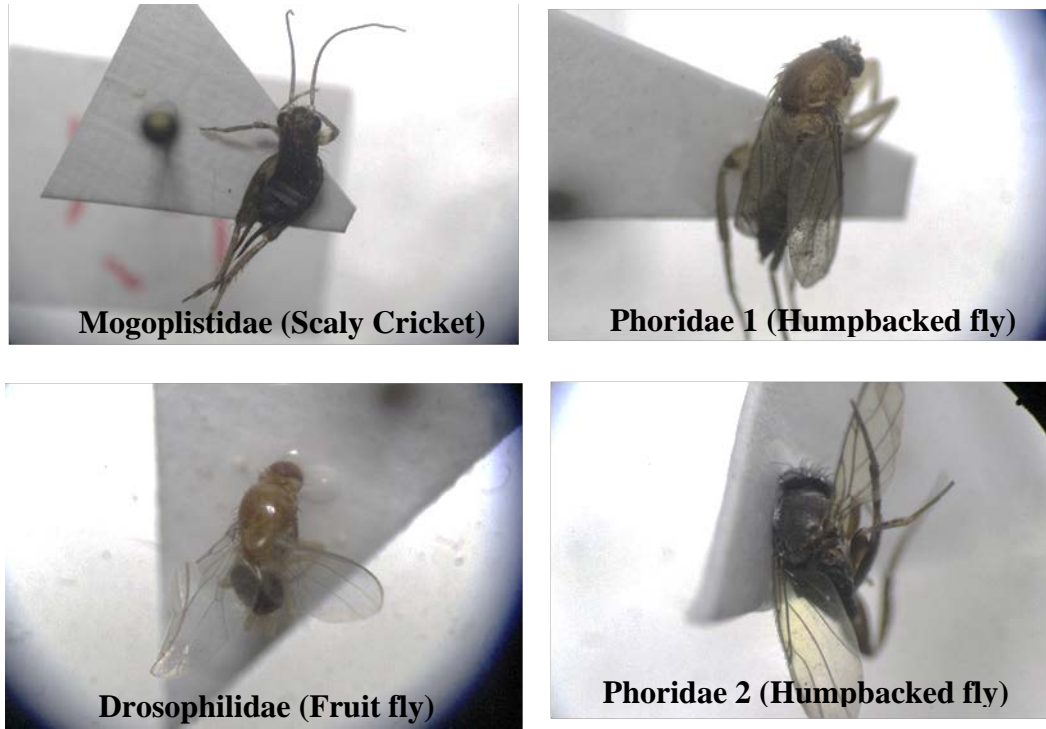 Mogoplistidae (Scaly Cricket)
Phoridae 1 (Humpbacked fly)
Drosophilidae (Fruit fly)
Phoridae 2 (Humpbacked fly)